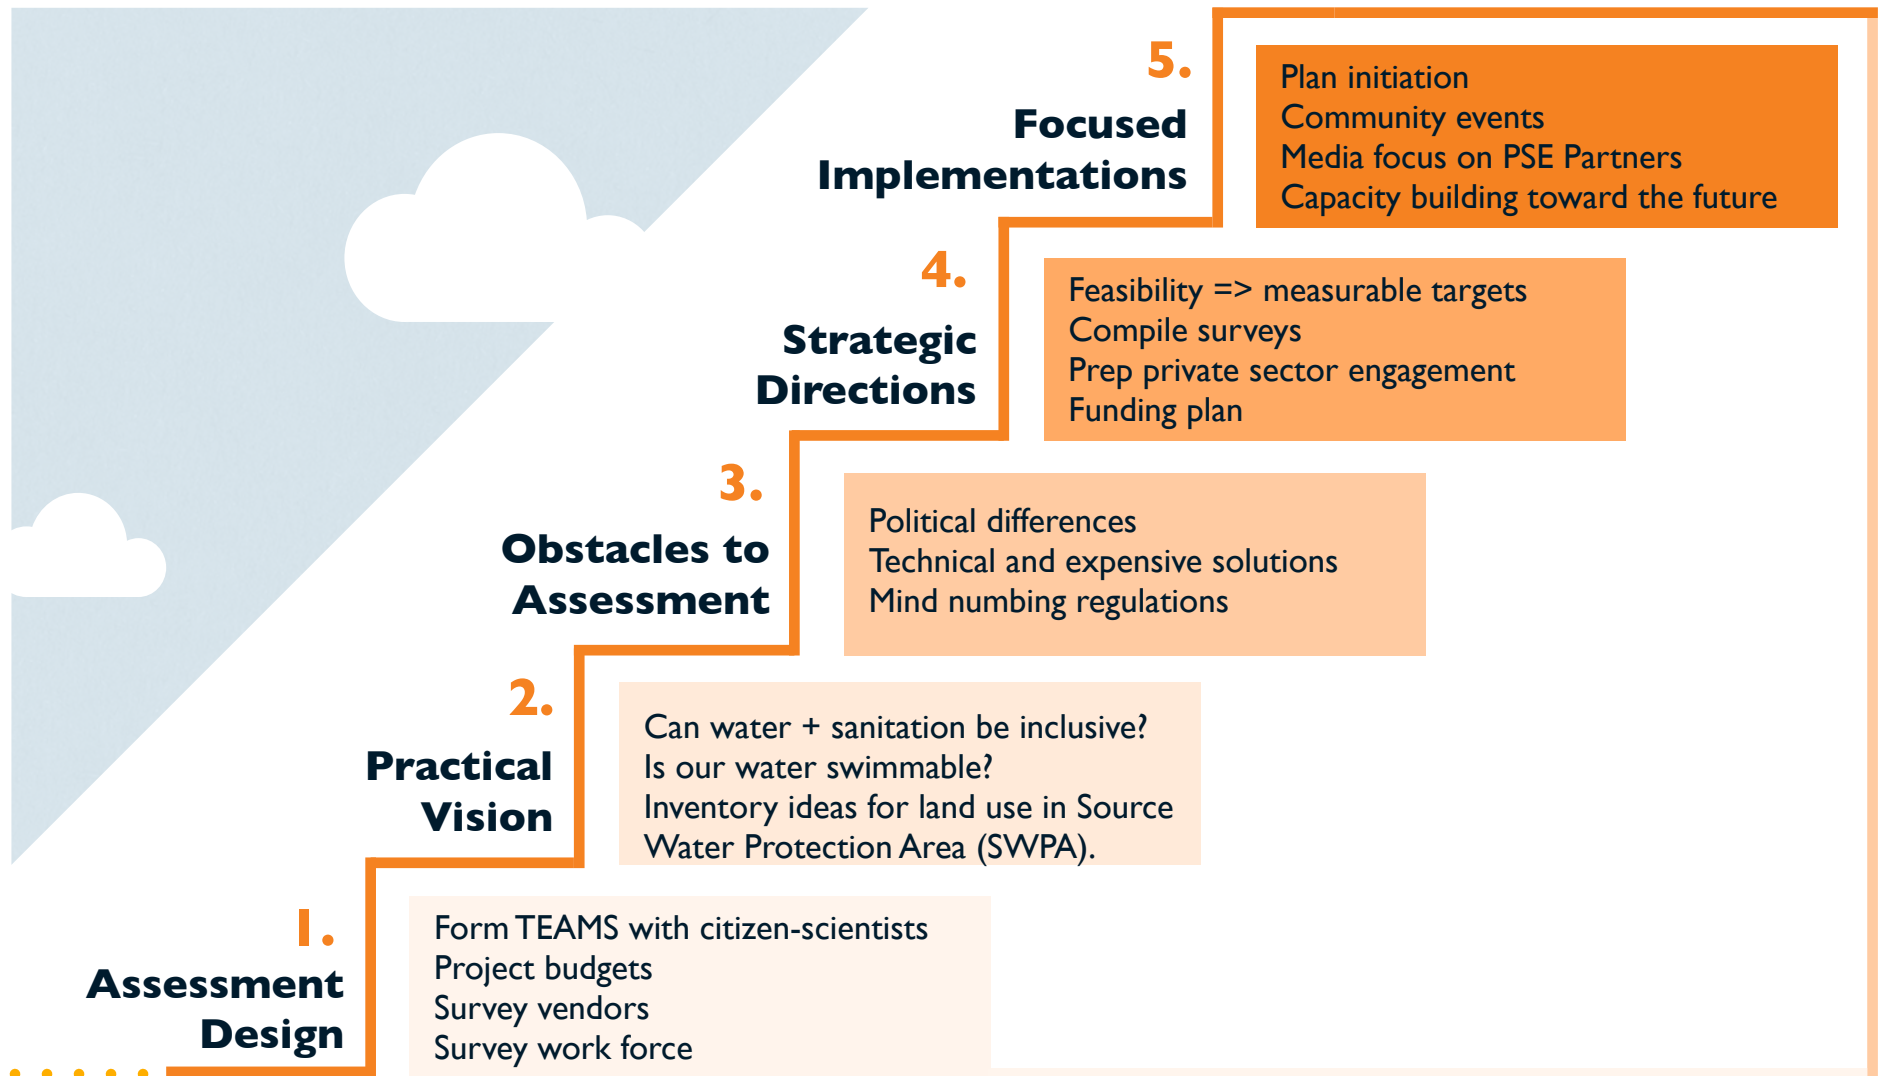 5.
Focused
Implementations
Plan initiation
Community events
Media focus on PSE Partners
Capacity building toward the future
4.
Strategic
Directions
Feasibility => measurable targets
Compile surveys
Prep private sector engagement
Funding plan
3.
Obstacles to
Assessment
Political differences
Technical and expensive solutions
Mind numbing regulations
2.
Practical
Vision
Can water + sanitation be inclusive?
Is our water swimmable?
Inventory ideas for land use in Source
Water Protection Area (SWPA).
1.
Assessment
Design
Form TEAMS with citizen-scientists
Project budgets
Survey vendors
Survey work force